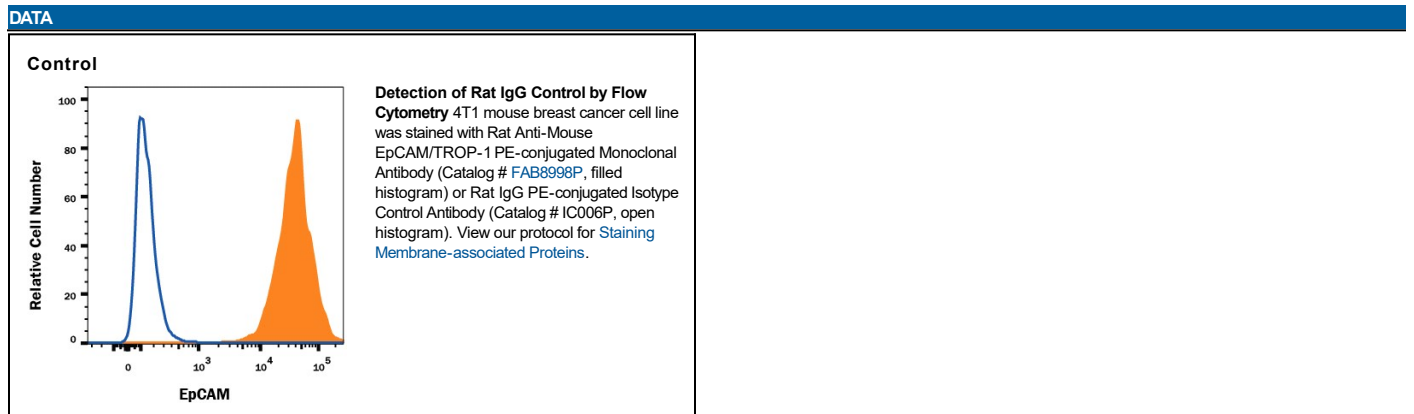 DATA
Control
100
80
60
40
20
0
Relative Cell Number
0
10³
10⁴
10⁵
EpCAM
Detection of Rat IgG Control by Flow
Cytometry 4T1 mouse breast cancer cell line
was stained with Rat Anti-Mouse
EpCAM/TROP-1 PE-conjugated Monoclonal
Antibody (Catalog # FAB8998P, filled
histogram) or Rat IgG PE-conjugated Isotype
Control Antibody (Catalog # IC006P, open
histogram). View our protocol for Staining
Membrane-associated Proteins.